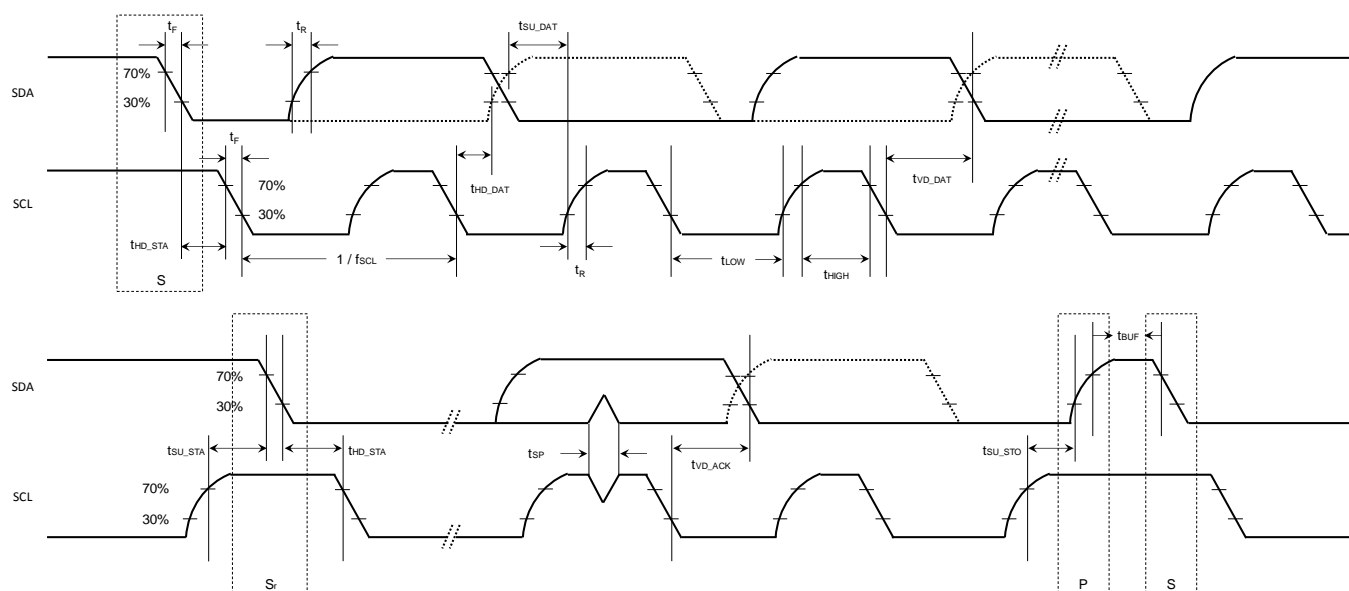 tF
tR
tSU_DAT
70%
SDA
30%
tF
tHD_DAT
tVD_DAT
70%
SCL
30%
tHD_STA
1 / fSCL
tR
tLOW
tHIGH
S
tBUF
70%
SDA
30%
tSU_STA
tHD_STA
tSP
tVD_ACK
tSU_STO
70%
SCL
30%
Sr
P
S